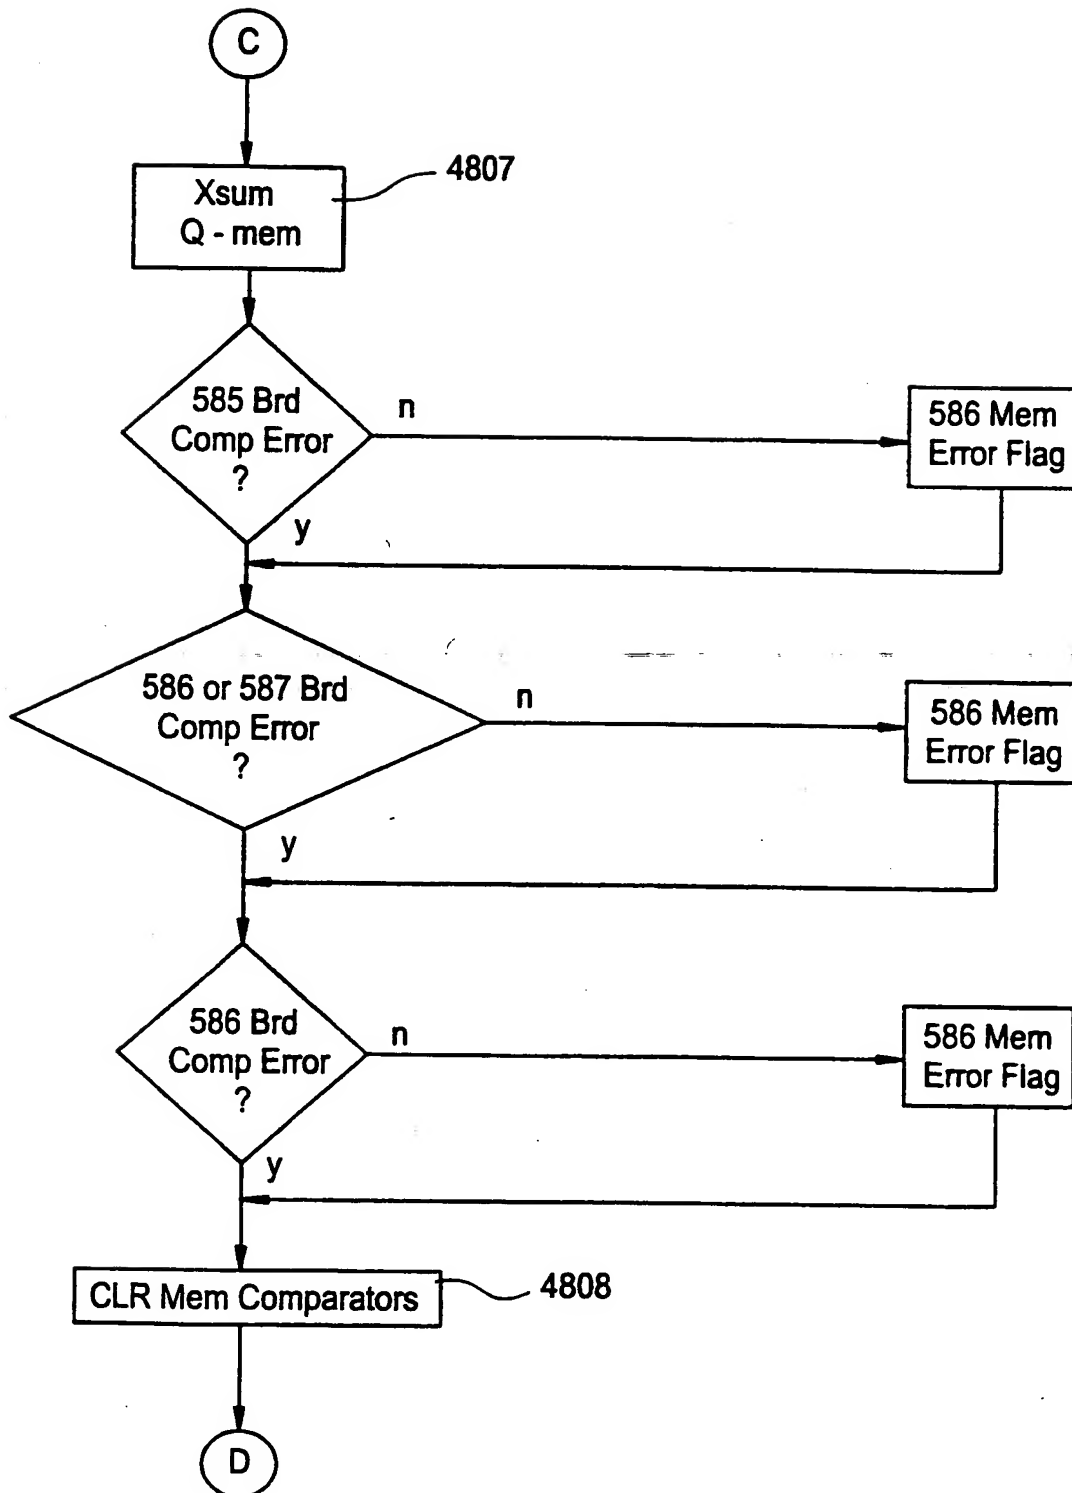 C
Xsum
Q - mem
4807
585 Brd
Comp Error
?
n
586 Mem
Error Flag
y
586 or 587 Brd
Comp Error
?
n
586 Mem
Error Flag
y
586 Brd
Comp Error
?
n
586 Mem
Error Flag
y
CLR Mem Comparators
4808
D